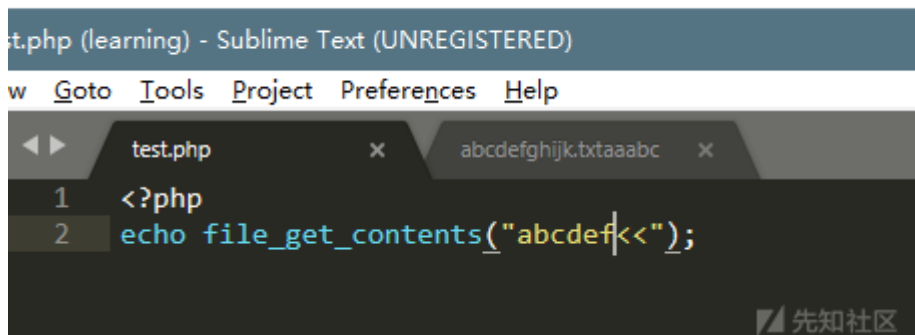 st.php (learning) - Sublime Text (UNREGISTERED)
w Goto Tools Project Preferences Help
test.php × abcdefghijk.txtaaabc ×
1 <?php
2 echo file_get_contents("abcdef<<");
先知社区